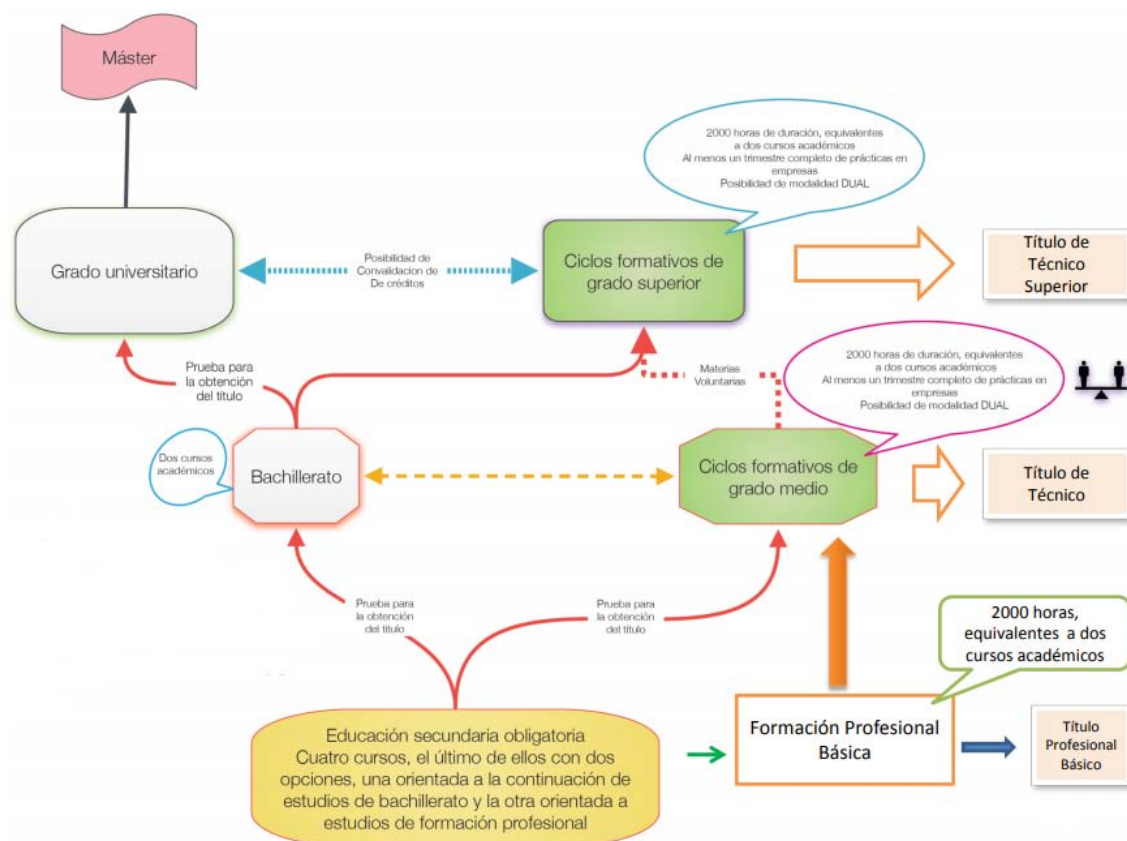 Máster
2000 horas de duración, equivalentes
a dos cursos académicos
Al menos un trimestre completo de prácticas en
empresas
Posibilidad de modalidad DUAL
Grado universitario
Posibilidad de
Convalidacion de
De créditos
Ciclos formativos de
grado superior
Título de
Técnico
Superior
Prueba para
la obtención
del título
Materias
Voluntarias
2000 horas de duración, equivalentes
a dos cursos académicos
Al menos un trimestre completo de prácticas en
empresas
Posibilidad de modalidad DUAL
Dos cursos
académicos
Bachillerato
Ciclos formativos de
grado medio
Título de
Técnico
Prueba para
la obtención
del título
Prueba para
la obtención
del título
2000 horas,
equivalentes a dos
cursos académicos
Educación secundaria obligatoria
Cuatro cursos, el último de ellos con dos
opciones, una orientada a la continuación de
estudios de bachillerato y la otra orientada a
estudios de formación profesional
Formación Profesional
Básica
Título
Profesional
Básico